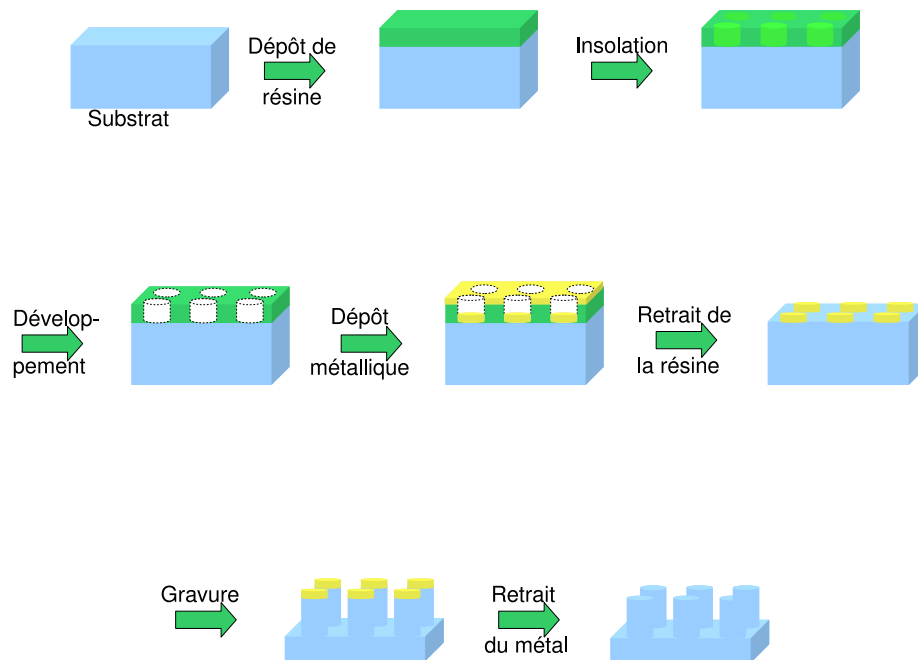 Dépôt de
résine
Insolation
Substrat
Dévelop-
pement
Dépôt
métallique
Retrait de
la résine
Gravure
Retrait
du métal